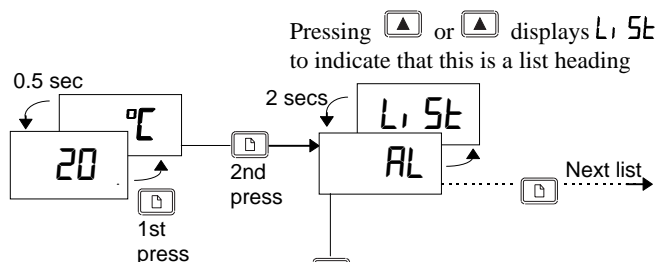 Pressing ▲ or ▲ displays Li St
to indicate that this is a list heading
0.5 sec
2 secs
°C
Li St
20
AL
2nd
press
Next list
1st
press